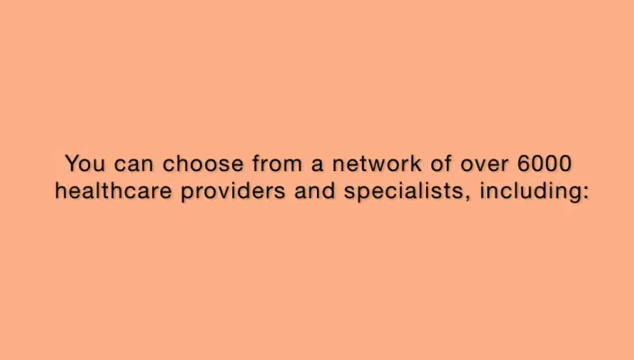 You can choose from a network of over 6000
healthcare providers and specialists, including: